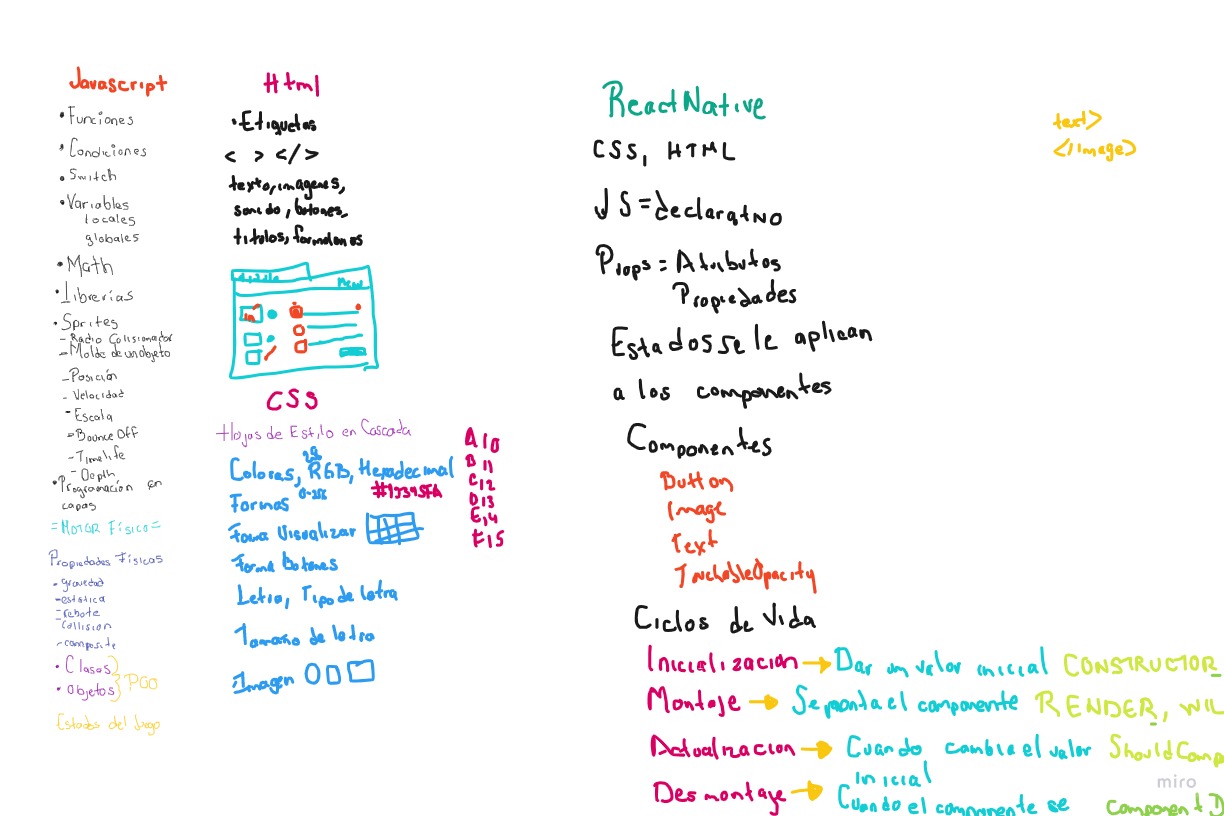 Javascript
• Funciones
• Condiciones
• Switch
• Variables
Locales
globales
• Math
• Librerías
• Sprites
- Radio Colisionador
- Molde de un objeto
- Posición
- Velocidad
- Escala
- Bounce Off
- Timelife
- Depth
• Programación en
capas
= MOTOR Físico =
Propiedades Físicas
- gravedad
- estática
- rebote
- Collision
- composite
• Clases
• Objetos
} POO
Estados del Juego
Html
• Etiquetas
< > </>
texto, imagenes,
sonido, botones,
titulos,
CSS
Hojas de Estilo en Cascada
Colores, RGB, Hexadecimal
0-256
Formas
Forma Visualizar
Forma Botones
Letra, Tipo de letra
Tamaño de letra
Imagen
A 10
B 11
C 12
D 13
E 14
F 15
ReactNative
CSS, HTML
JS = declarativo
Props = Atributos
Propiedades
Estados se le aplican
a los componentes
Componentes
Button
Image
Text
TouchableOpacity
Ciclos de Vida
Inicialización → Dar un valor inicial CONSTRUCTOR
Montaje → Se monta el componente RENDER, WIL
Actualizacion → Cuando cambia el valor ShouldComp
inicial
Desmontaje → Cuando el componente se componentD
text>
</Image>
miro